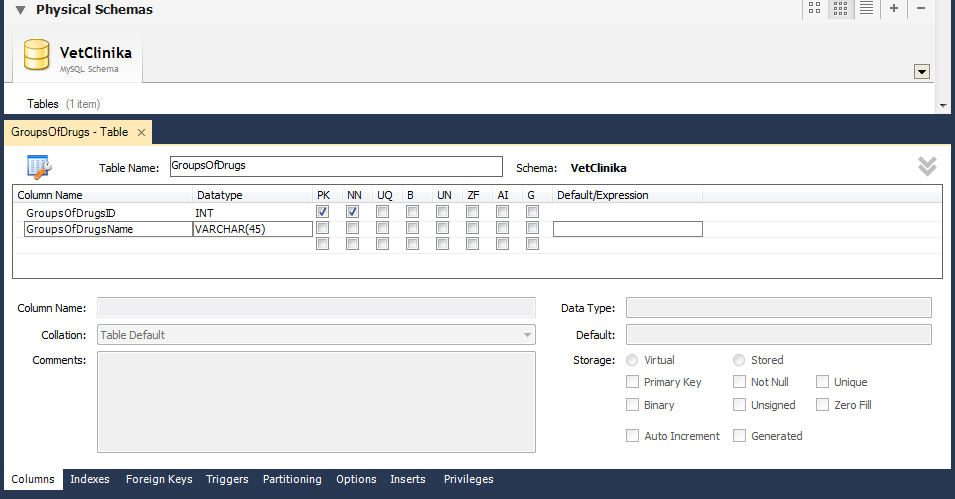 Physical Schemas
VetClinika
MySQL Schema
Tables (1 item)
GroupsOfDrugs - Table ×
Table Name: GroupsOfDrugs Schema: VetClinika
Column Name Datatype PK NN UQ B UN ZF AI G Default/Expression
GroupsOfDrugsID INT
GroupsOfDrugsName VARCHAR(45)
Column Name: Data Type:
Collation: Table Default Default:
Comments: Storage: Virtual Stored
Primary Key Not Null Unique
Binary Unsigned Zero Fill
Auto Increment Generated
Columns Indexes Foreign Keys Triggers Partitioning Options Inserts Privileges